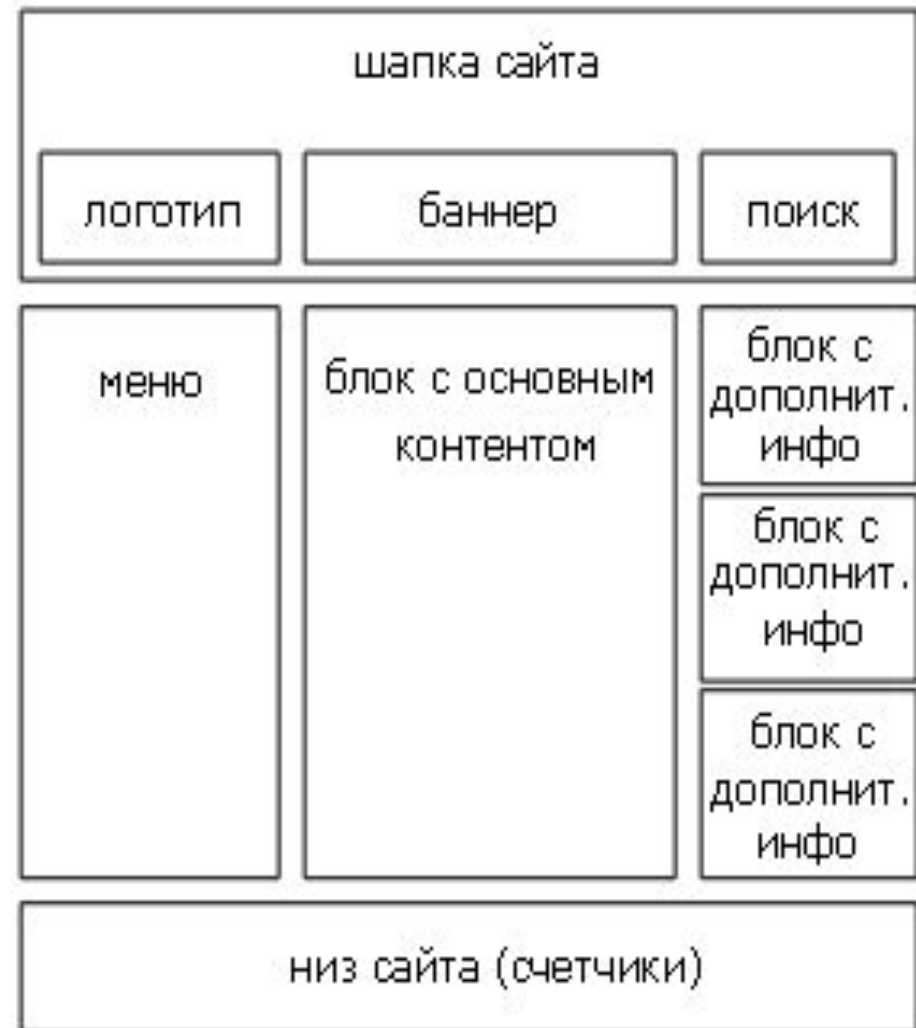 шапка сайта
логотип
баннер
поиск
меню
блок с основным
контентом
блок с
дополнит.
инфо
блок с
дополнит.
инфо
блок с
дополнит.
инфо
низ сайта (счетчики)